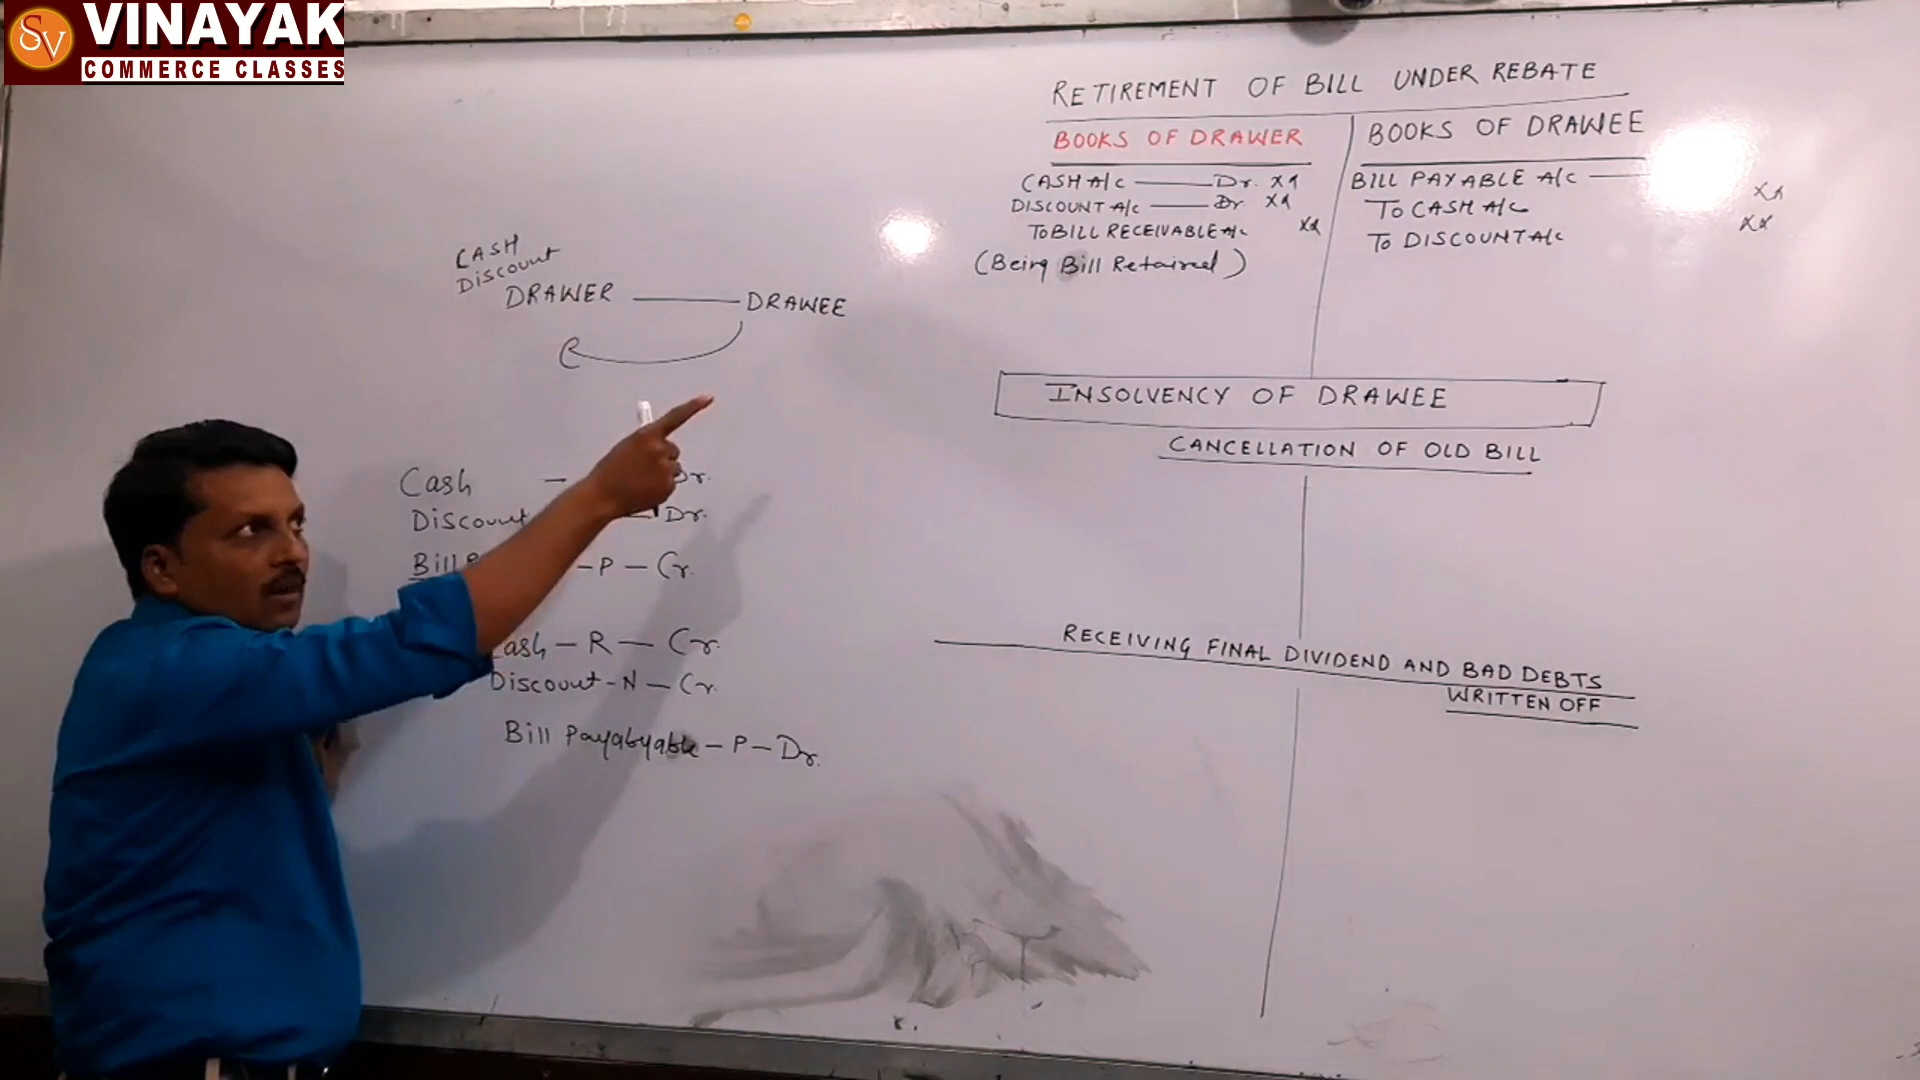 SV VINAYAK
COMMERCE CLASSES
RETIREMENT OF BILL UNDER REBATE
BOOKS OF DRAWER
CASH A/c Dr. XX
DISCOUNT A/c Dr XX
To BILL RECEIVABLE A/c XX
(Being Bill Retaired)
BOOKS OF DRAWEE
BILL PAYABLE A/c
To CASH A/c XX
To DISCOUNT A/c XX
CASH
Discount
DRAWER DRAWEE
INSOLVENCY OF DRAWEE
CANCELLATION OF OLD BILL
Cash — Dr.
Discount — Dr.
Bill - P - Cr.
Cash - R - Cr.
Discount - N - Cr.
Bill Payabyable - P - Dr.
RECEIVING FINAL DIVIDEND AND BAD DEBTS
WRITTEN OFF